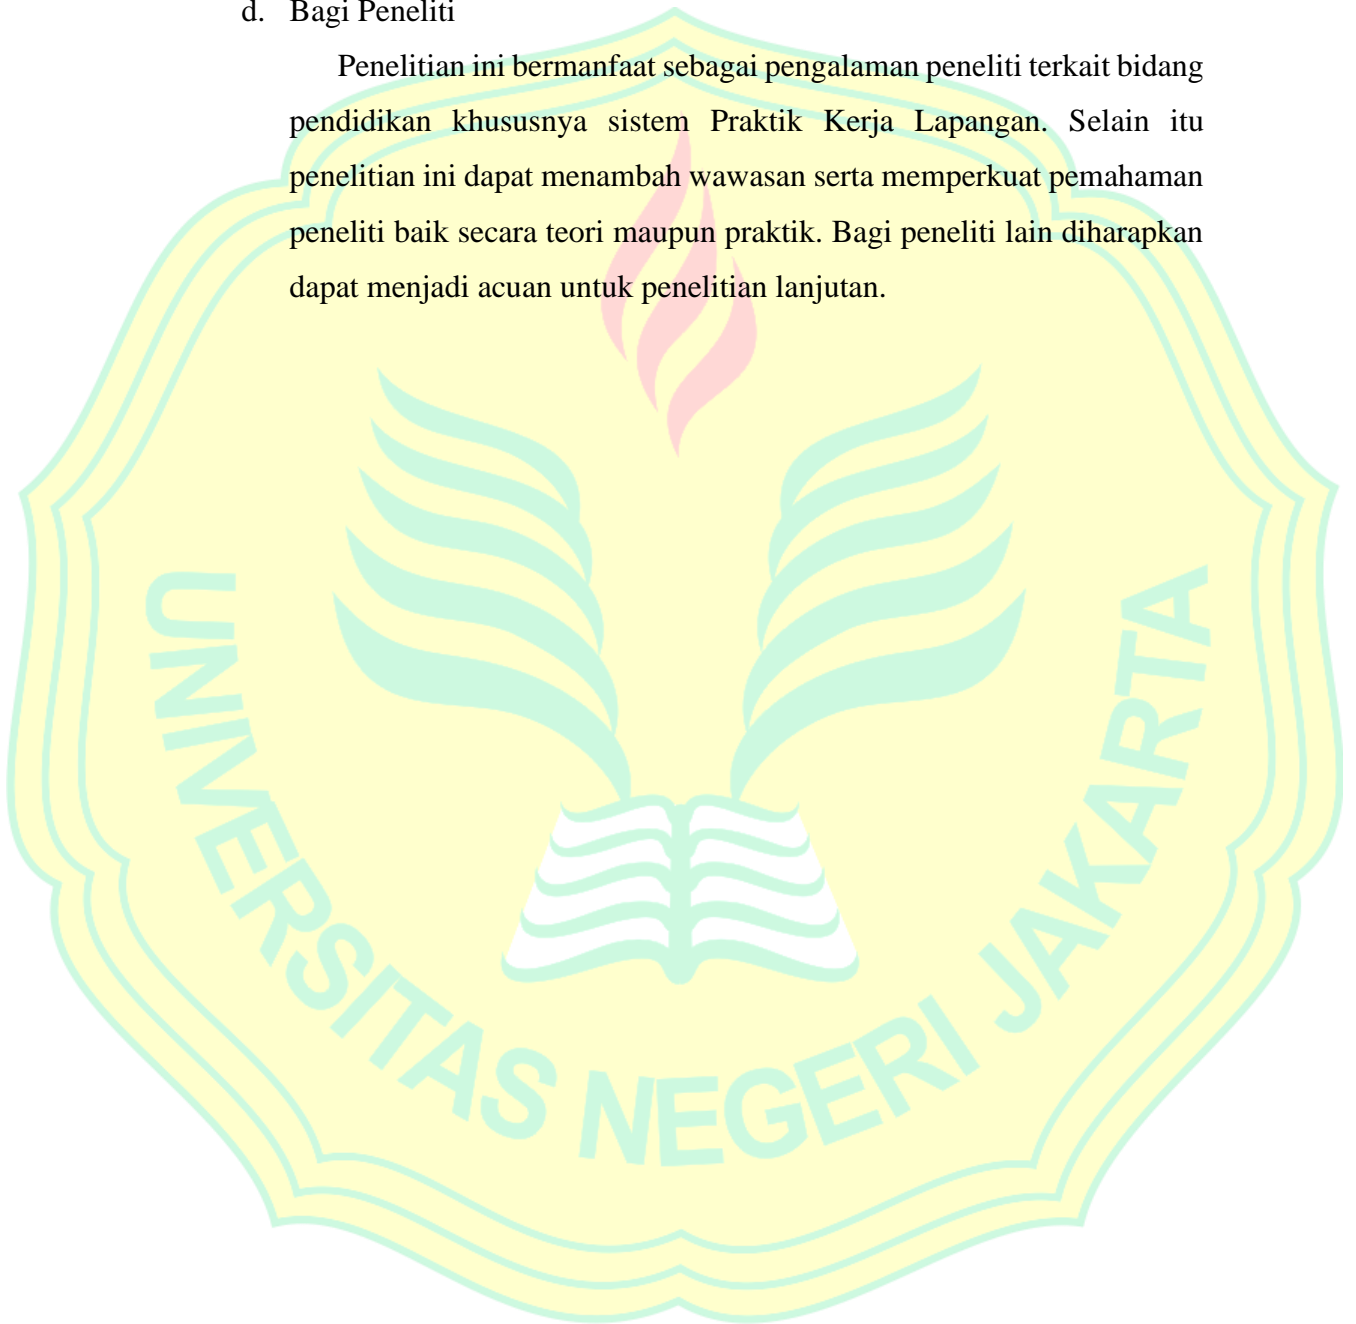 d. Bagi Peneliti
Penelitian ini bermanfaat sebagai pengalaman peneliti terkait bidang
pendidikan khususnya sistem Praktik Kerja Lapangan. Selain itu
penelitian ini dapat menambah wawasan serta memperkuat pemahaman
peneliti baik secara teori maupun praktik. Bagi peneliti lain diharapkan
dapat menjadi acuan untuk penelitian lanjutan.
UNIVERSITAS NEGERI JAKARTA